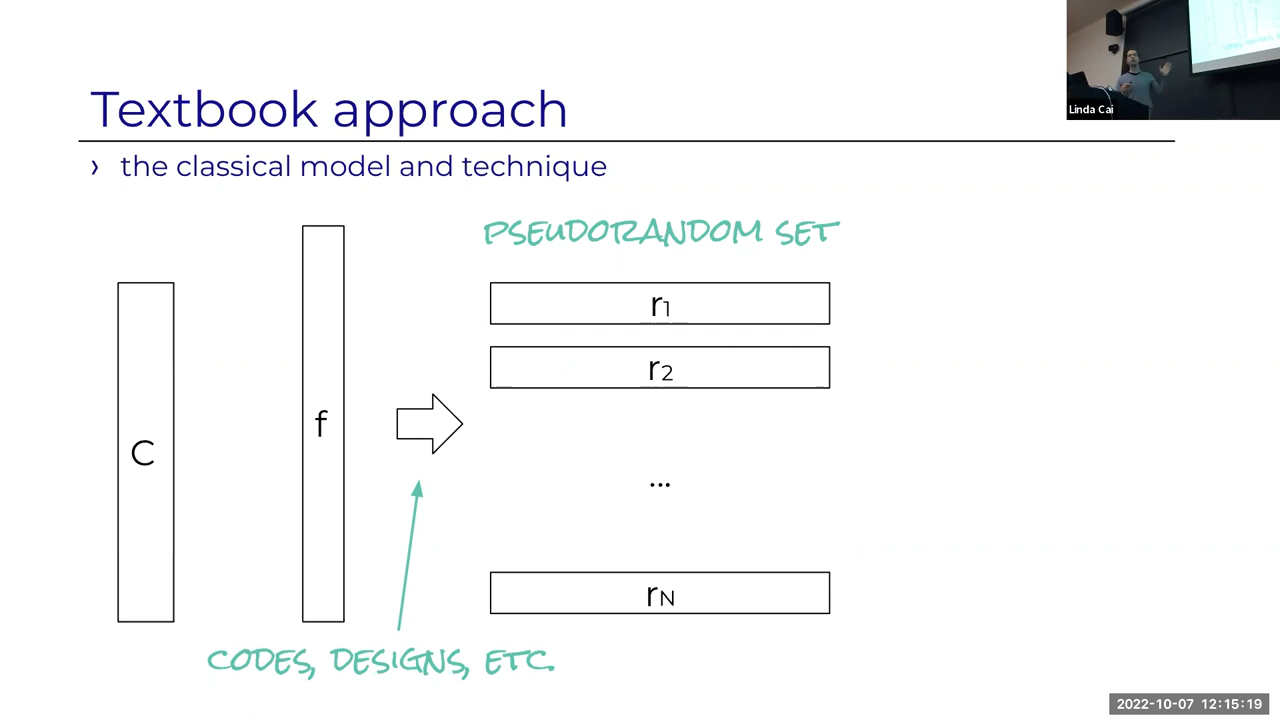 Textbook approach
› the classical model and technique
PSEUDORANDOM SET
r1
r2
f
C
...
rN
CODES, DESIGNS, ETC.
Linda Cai
2022-10-07 12:15:19